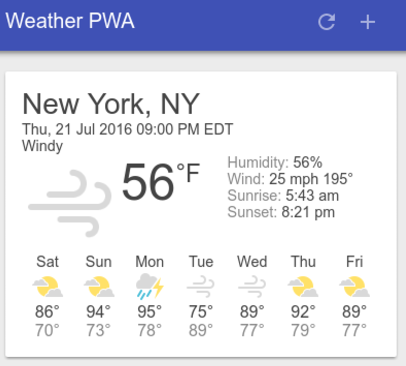 Weather PWA
New York, NY
Thu, 21 Jul 2016 09:00 PM EDT
Windy
56°F
Humidity: 56%
Wind: 25 mph 195°
Sunrise: 5:43 am
Sunset: 8:21 pm
Sat Sun Mon Tue Wed Thu Fri
86° 94° 95° 75° 89° 92° 89°
70° 73° 78° 89° 77° 79° 77°